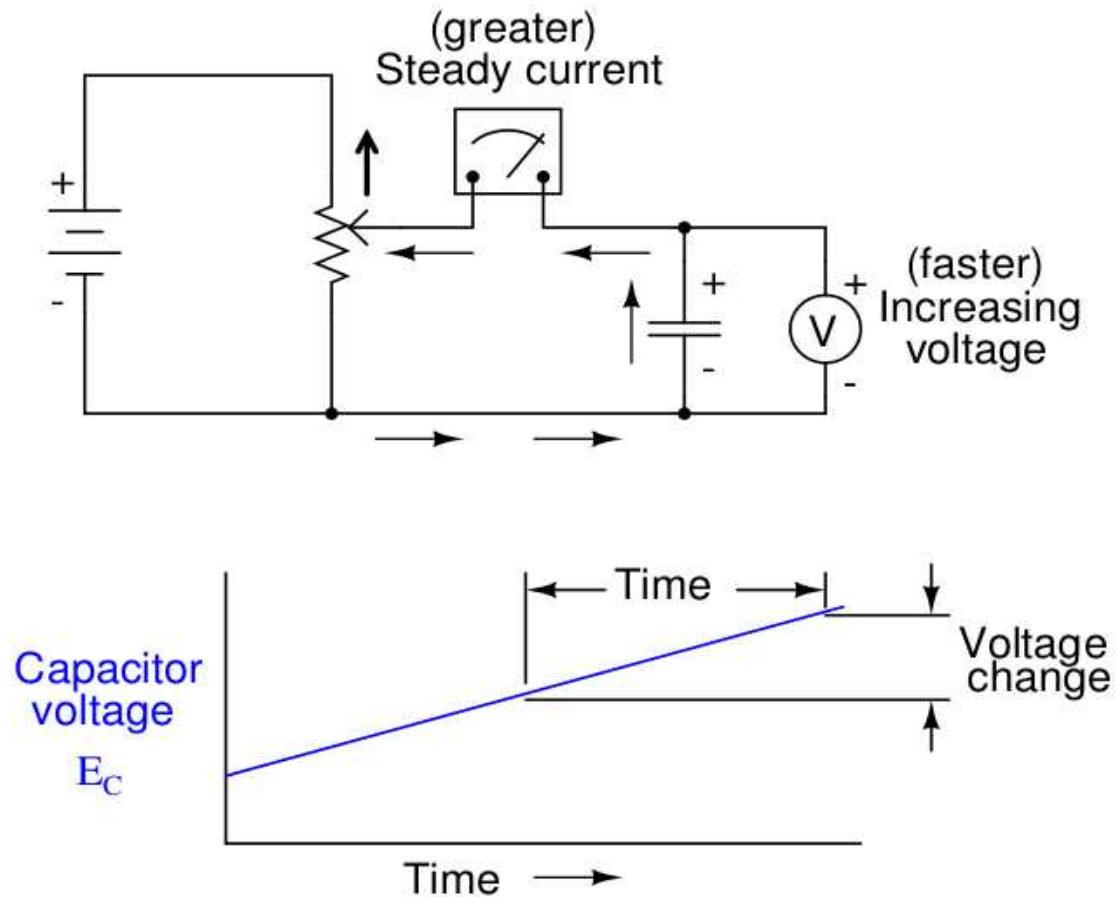 (greater)
Steady current
+
-
+
-
V
+
-
(faster)
Increasing
voltage
Time
Voltage
change
Capacitor
voltage
E_C
Time